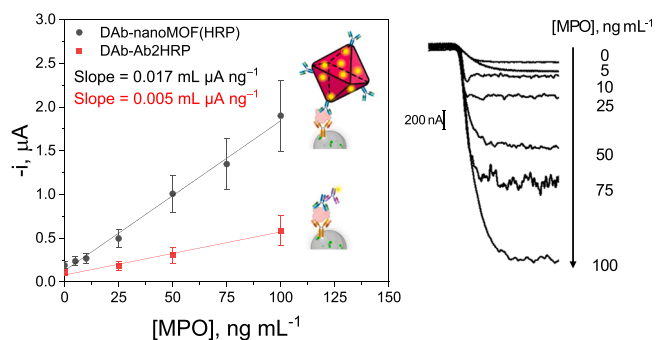 DAb-nanoMOF(HRP)
DAb-Ab2HRP
Slope = 0.017 mL µA ng⁻¹
Slope = 0.005 mL µA ng⁻¹
-i, µA
3.0
2.5
2.0
1.5
1.0
0.5
0.0
0
25
50
75
100
125
150
[MPO], ng mL⁻¹
[MPO], ng mL⁻¹
0
5
10
25
50
75
100
200 nA